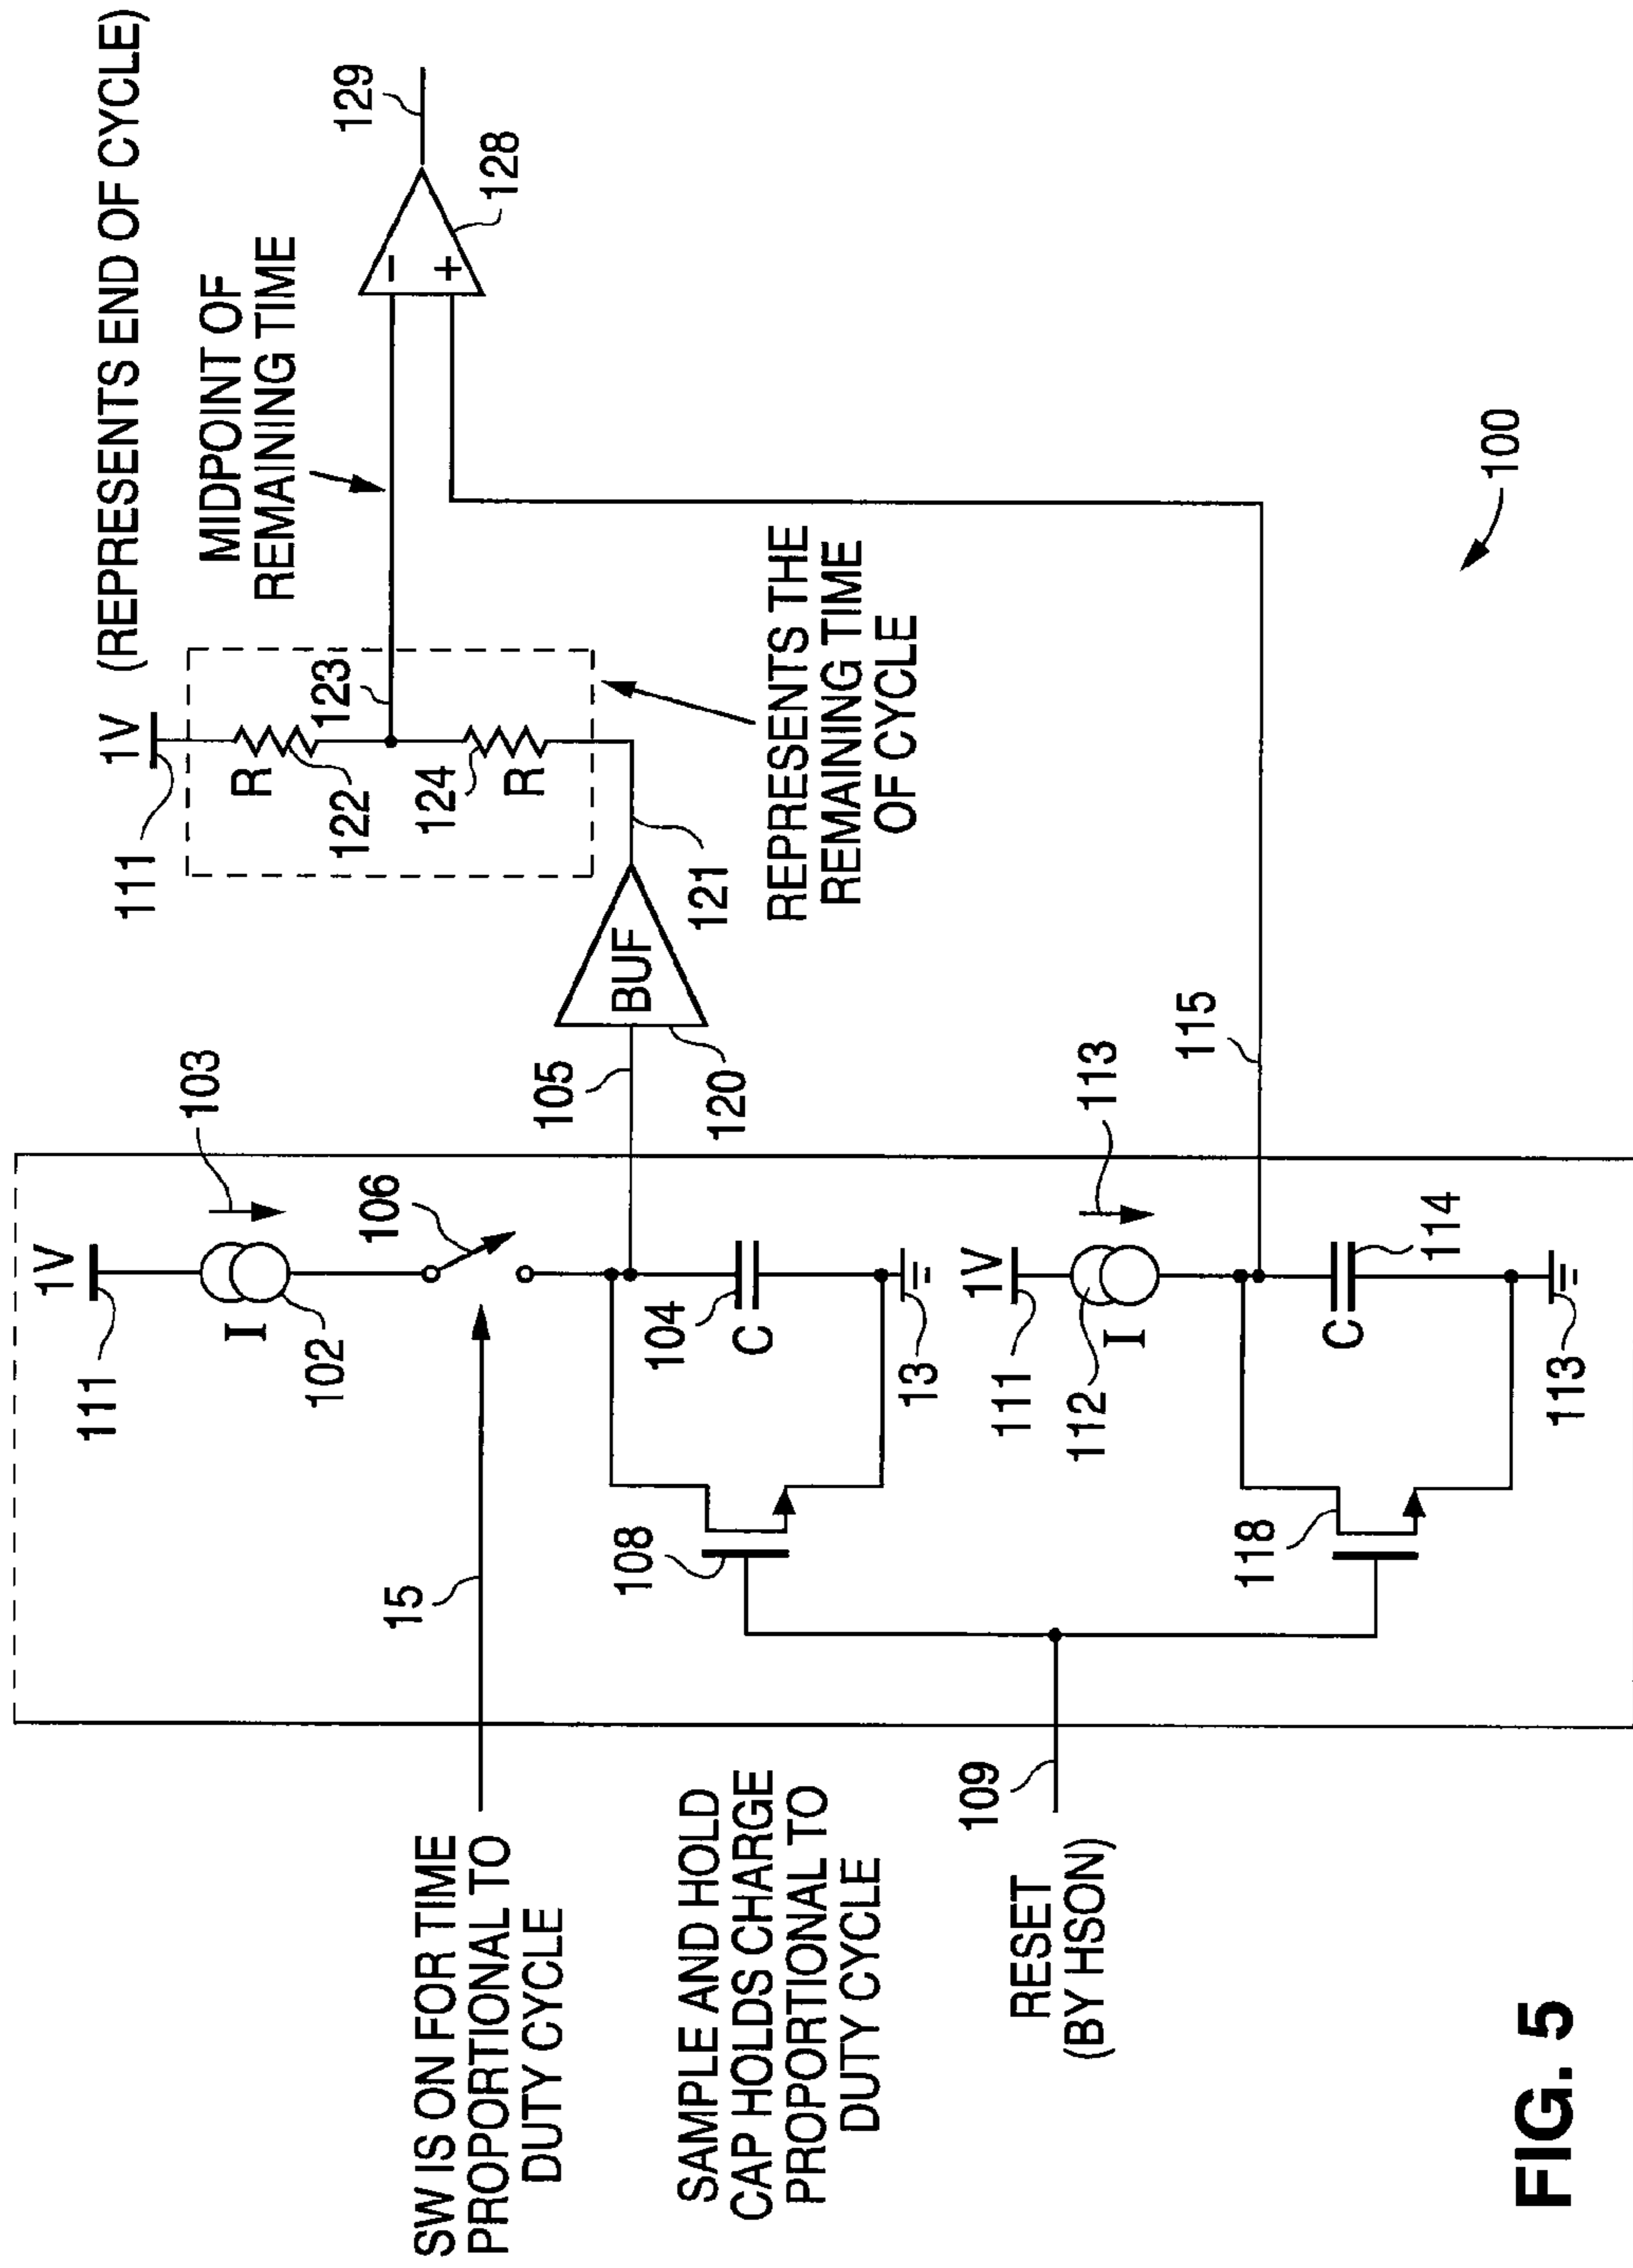 1V (REPRESENTS END OF CYCLE)
111
R
122
123
124
R
MIDPOINT OF
REMAINING TIME
-
+
128
129
REPRESENTS THE
REMAINING TIME
OF CYCLE
BUF
120
121
105
1V
111
103
I
102
106
15
SW IS ON FOR TIME
PROPORTIONAL TO
DUTY CYCLE
104
C
13
108
SAMPLE AND HOLD
CAP HOLDS CHARGE
PROPORTIONAL TO
DUTY CYCLE
109
RESET
(BY HSON)
1V
111
113
112
I
115
114
C
113
118
100
FIG. 5